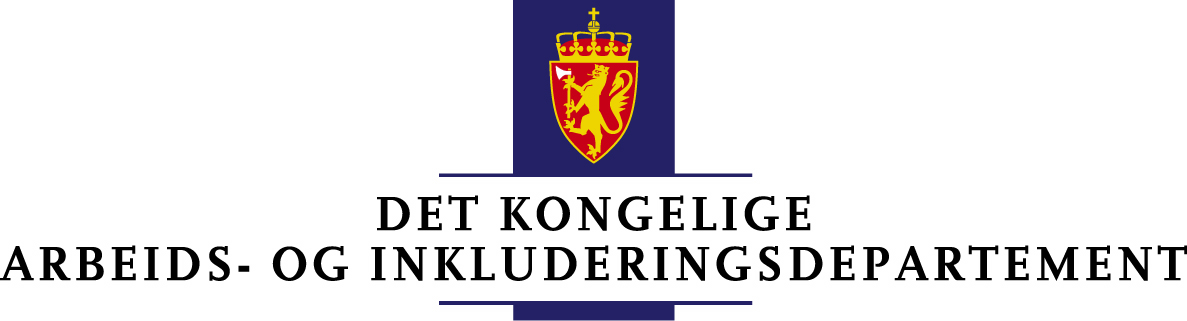 DET KONGELIGE
ARBEIDS- OG INKLUDERINGSDEPARTEMENT